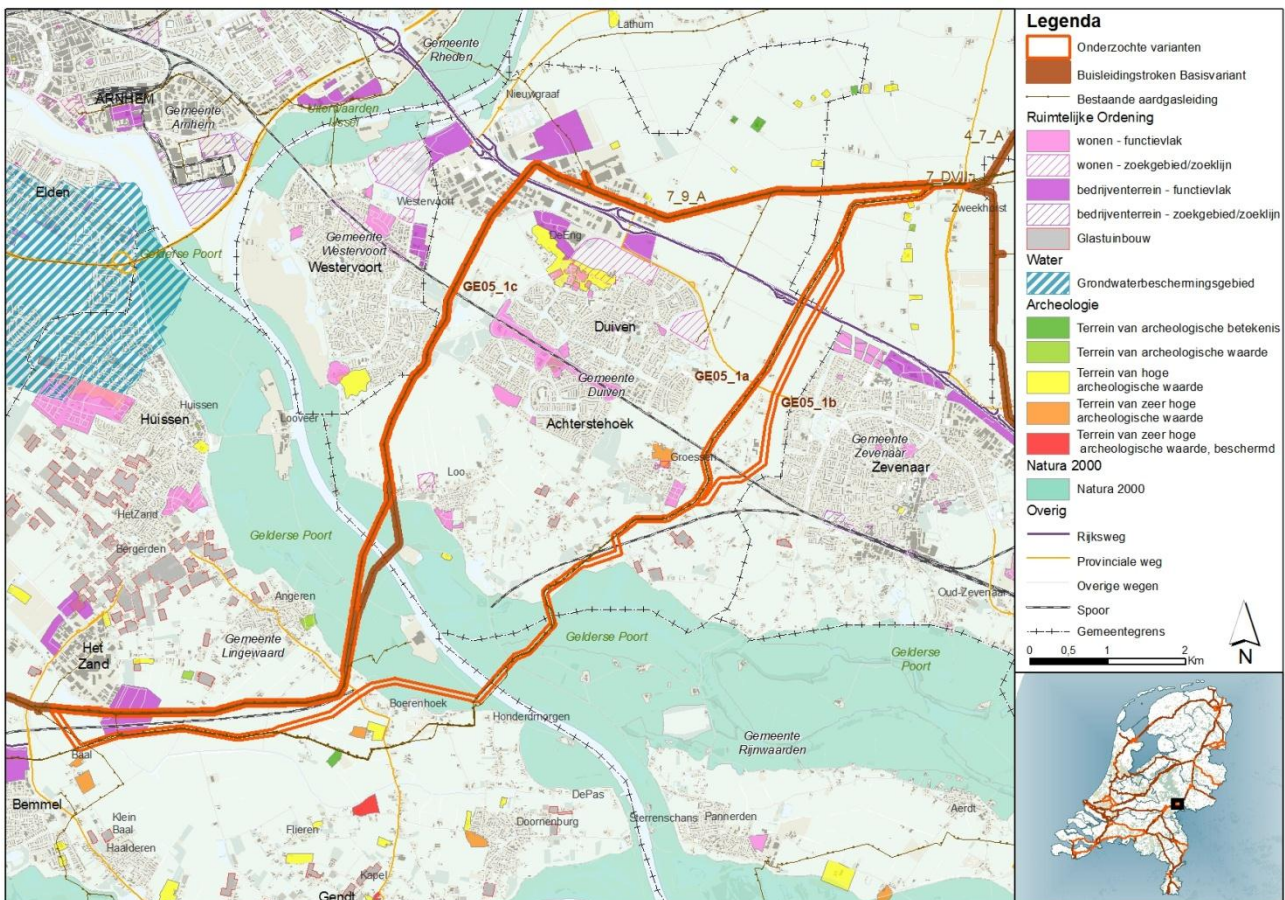 Lathum
Gemeente
Rheden
ARNHEM
Gemeente
Arnhem
Uiterwaarden
IJssel
Nieuwgraaf
4_7_A
7_DVII
7_9_A
Zweekhorst
Elden
Westervoort
Gemeente
Westervoort
Westervoort
DeEng
Gelderse Poort
GE05_1c
Duiven
GE05_1a
Gemeente
Duiven
GE05_1b
Huissen
Huissen
Looveer
Achterstehoek
Gemeente
Zevenaar
Zevenaar
Groessen
Loo
HetZand
Bergerden
Gelderse Poort
Angeren
Oud-Zevenaar
Het
Zand
Gemeente
Lingewaard
Gelderse Poort
Gelderse
Poort
Boerenhoek
Honderdmorgen
Gemeente
Rijnwaarden
Baal
Bemmel
Klein
Baal
Haalderen
DePas
Flieren
Doornenburg
Sterrenschans
Pannerden
Aerdt
Kapel
Gendt
Legenda
Onderzochte varianten
Buisleidingstroken Basisvariant
Bestaande aardgasleiding
Ruimtelijke Ordening
wonen - functievlak
wonen - zoekgebied/zoeklijn
bedrijventerrein - functievlak
bedrijventerrein - zoekgebied/zoeklijn
Glastuinbouw
Water
Grondwaterbeschermingsgebied
Archeologie
Terrein van archeologische betekenis
Terrein van archeologische waarde
Terrein van hoge
archeologische waarde
Terrein van zeer hoge
archeologische waarde
Terrein van zeer hoge
archeologische waarde, beschermd
Natura 2000
Natura 2000
Overig
Rijksweg
Provinciale weg
Overige wegen
Spoor
Gemeentegrens
0 0,5 1 2
Km
N